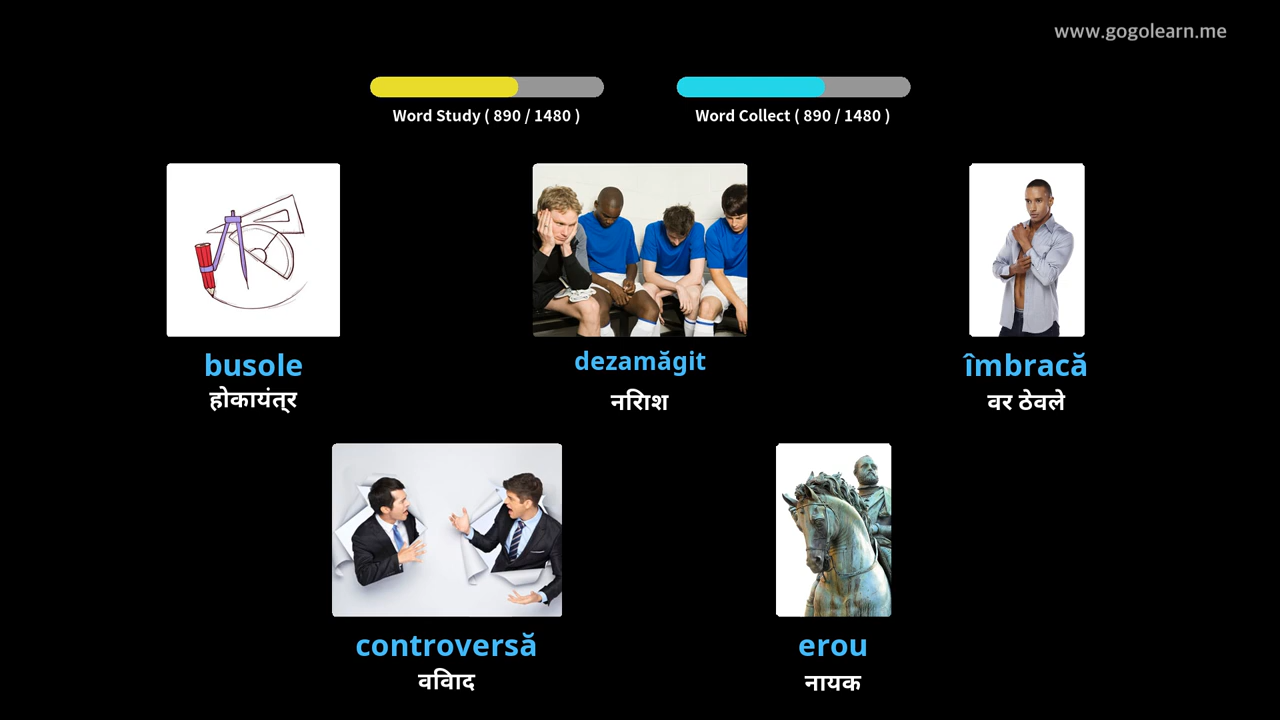 www.gogolearn.me
Word Study ( 890 / 1480 )
Word Collect ( 890 / 1480 )
busole
होकायंत्र
dezamăgit
निराश
îmbracă
वर ठेवले
controversă
विवाद
erou
नायक